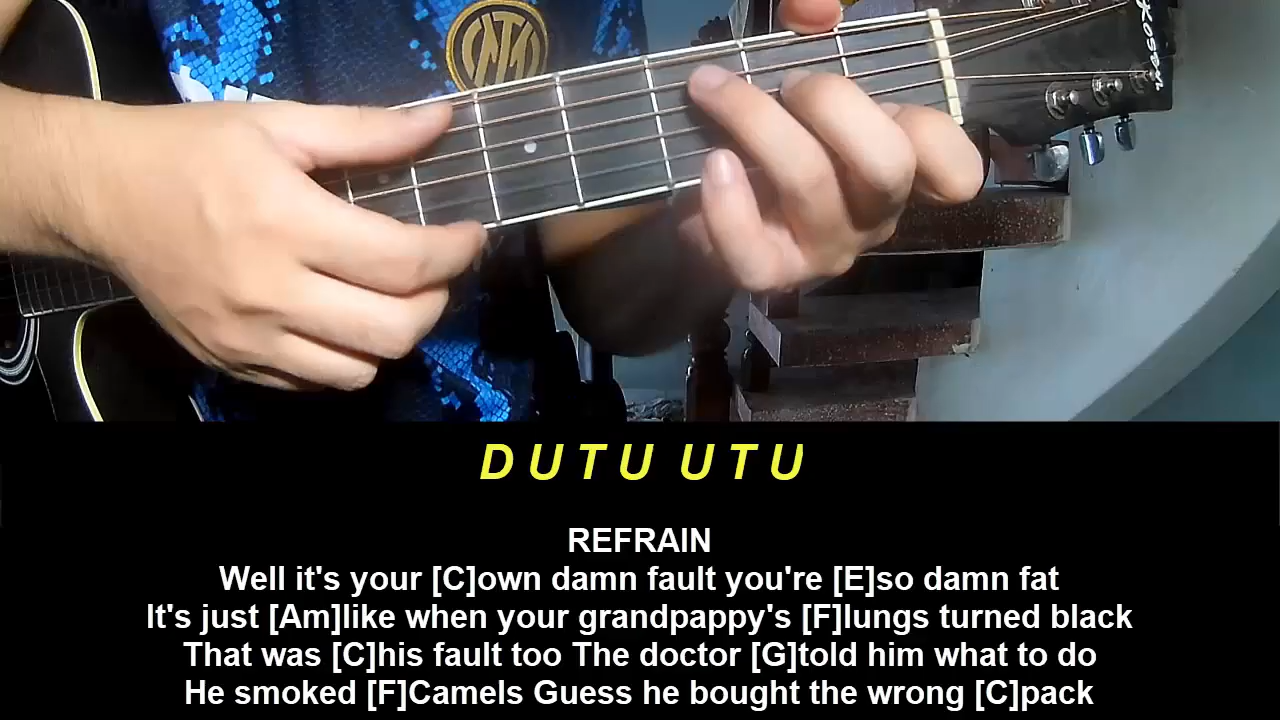 Kosen
D U T U U T U
REFRAIN
Well it's your [C]own damn fault you're [E]so damn fat
It's just [Am]like when your grandpappy's [F]lungs turned black
That was [C]his fault too The doctor [G]told him what to do
He smoked [F]Camels Guess he bought the wrong [C]pack